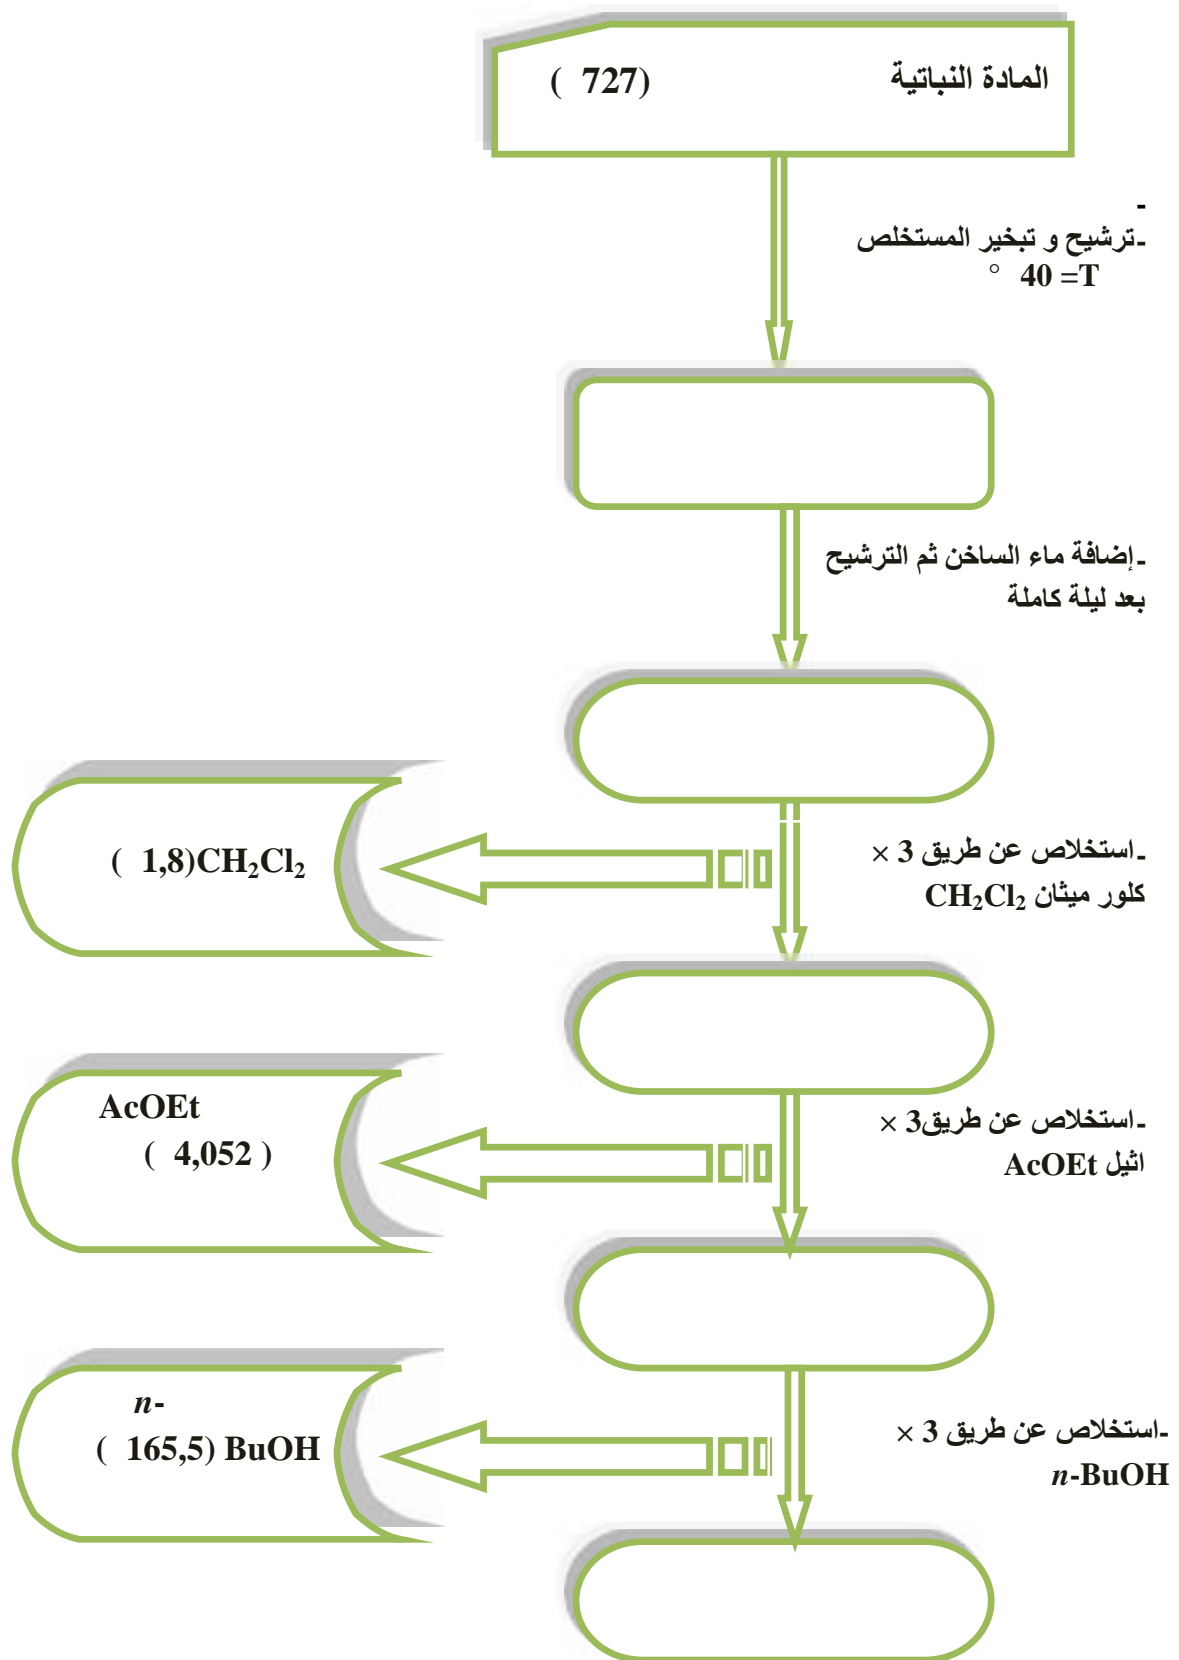 المادة النباتية (727 )
-
-ترشيح و تبخير المستخلص
T= 40 °
-إضافة ماء الساخن ثم الترشيح
بعد ليلة كاملة
-استخلاص عن طريق 3 ×
كلور ميثان CH₂Cl₂
( 1,8)CH₂Cl₂
-استخلاص عن طريق3 ×
اثيل AcOEt
AcOEt
( 4,052 )
-استخلاص عن طريق 3 ×
n-BuOH
n-
( 165,5) BuOH